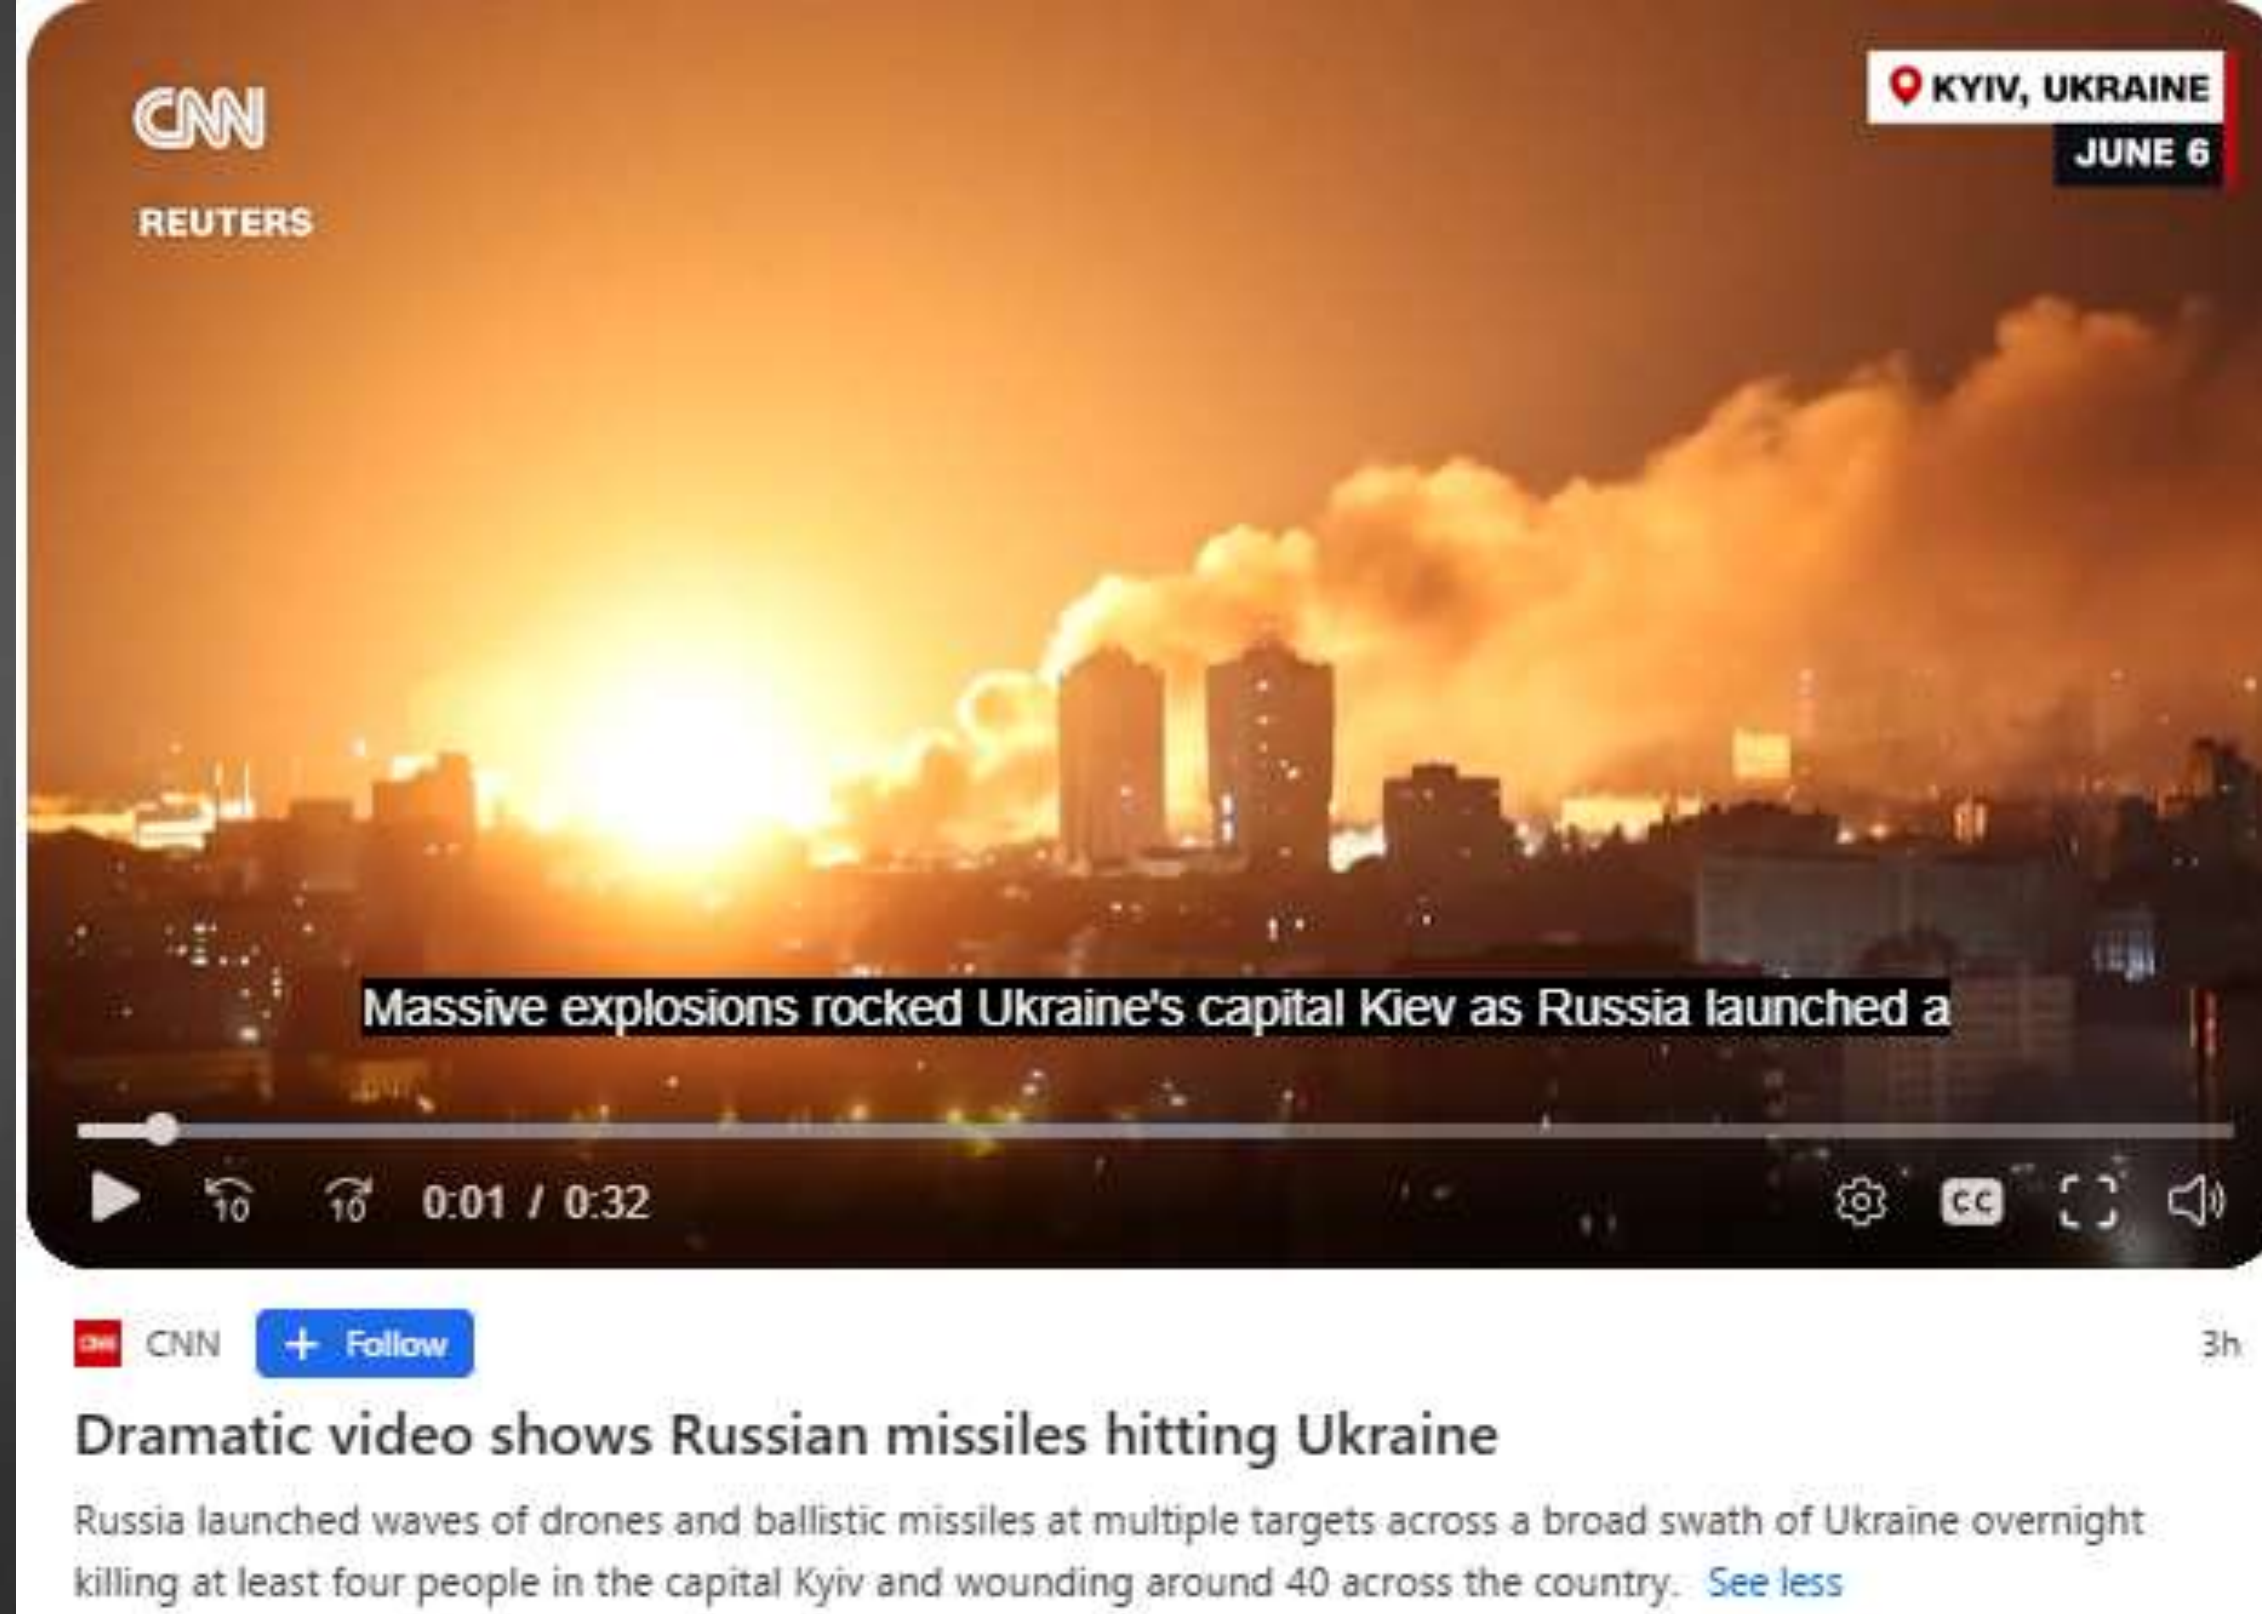 CNN
REUTERS
KYIV, UKRAINE
JUNE 6
Massive explosions rocked Ukraine's capital Kiev as Russia launched a
10
10
0:01 / 0:32
CC
CNN
CNN
+ Follow
3h
Dramatic video shows Russian missiles hitting Ukraine
Russia launched waves of drones and ballistic missiles at multiple targets across a broad swath of Ukraine overnight
killing at least four people in the capital Kyiv and wounding around 40 across the country. See less